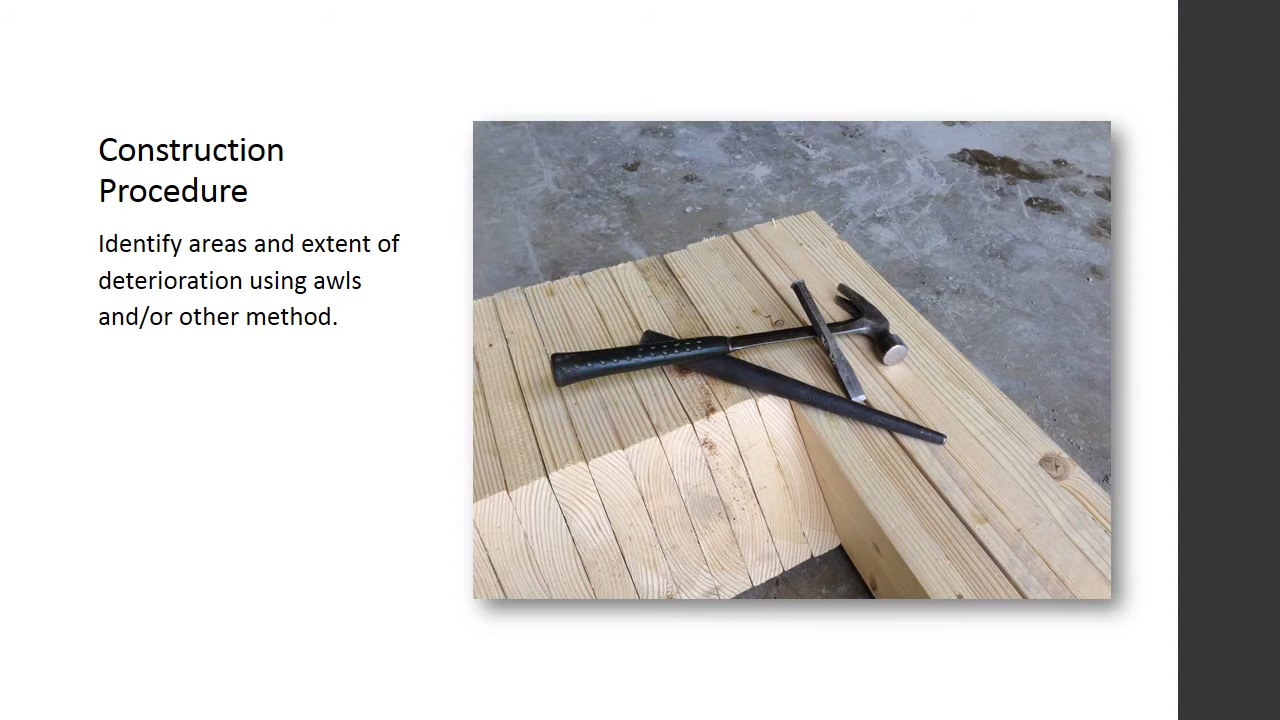 Construction
Procedure
Identify areas and extent of
deterioration using awls
and/or other method.